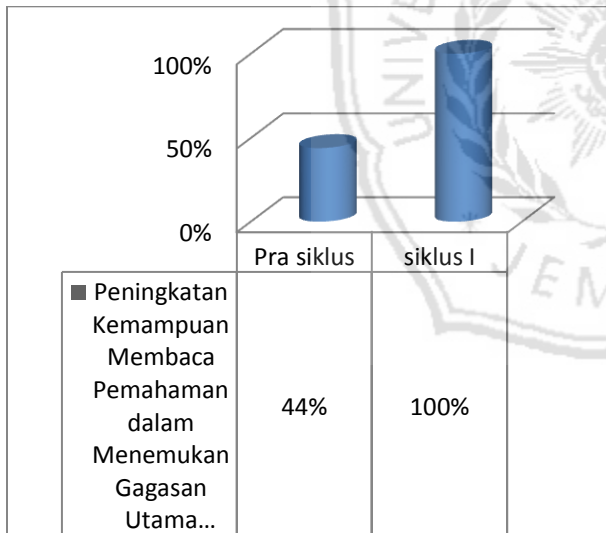 100%
50%
0%
Pra siklus siklus I
Peningkatan
Kemampuan
Membaca
Pemahaman
dalam
Menemukan
Gagasan
Utama...
44% 100%